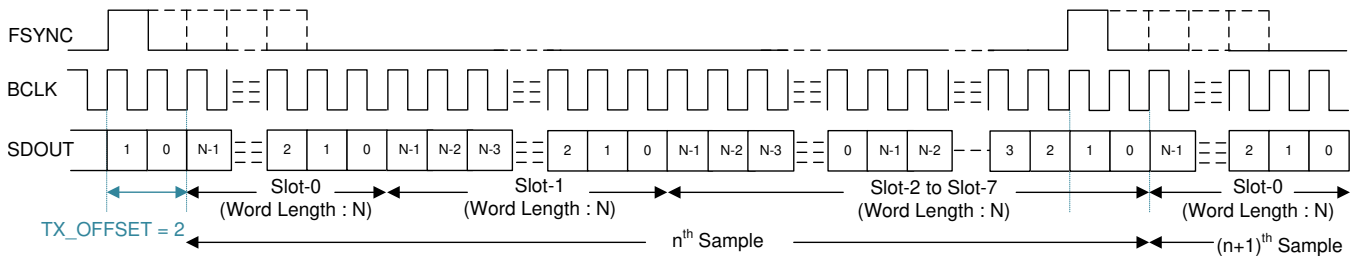 FSYNC
BCLK
SDOUT 1 0 N-1 2 1 0 N-1 N-2 N-3 2 1 0 N-1 N-2 N-3 0 N-1 N-2 3 2 1 0 N-1 2 1 0
Slot-0 Slot-1 Slot-2 to Slot-7 Slot-0
(Word Length : N) (Word Length : N) (Word Length : N) (Word Length : N)
TX_OFFSET = 2
nth Sample (n+1)th Sample